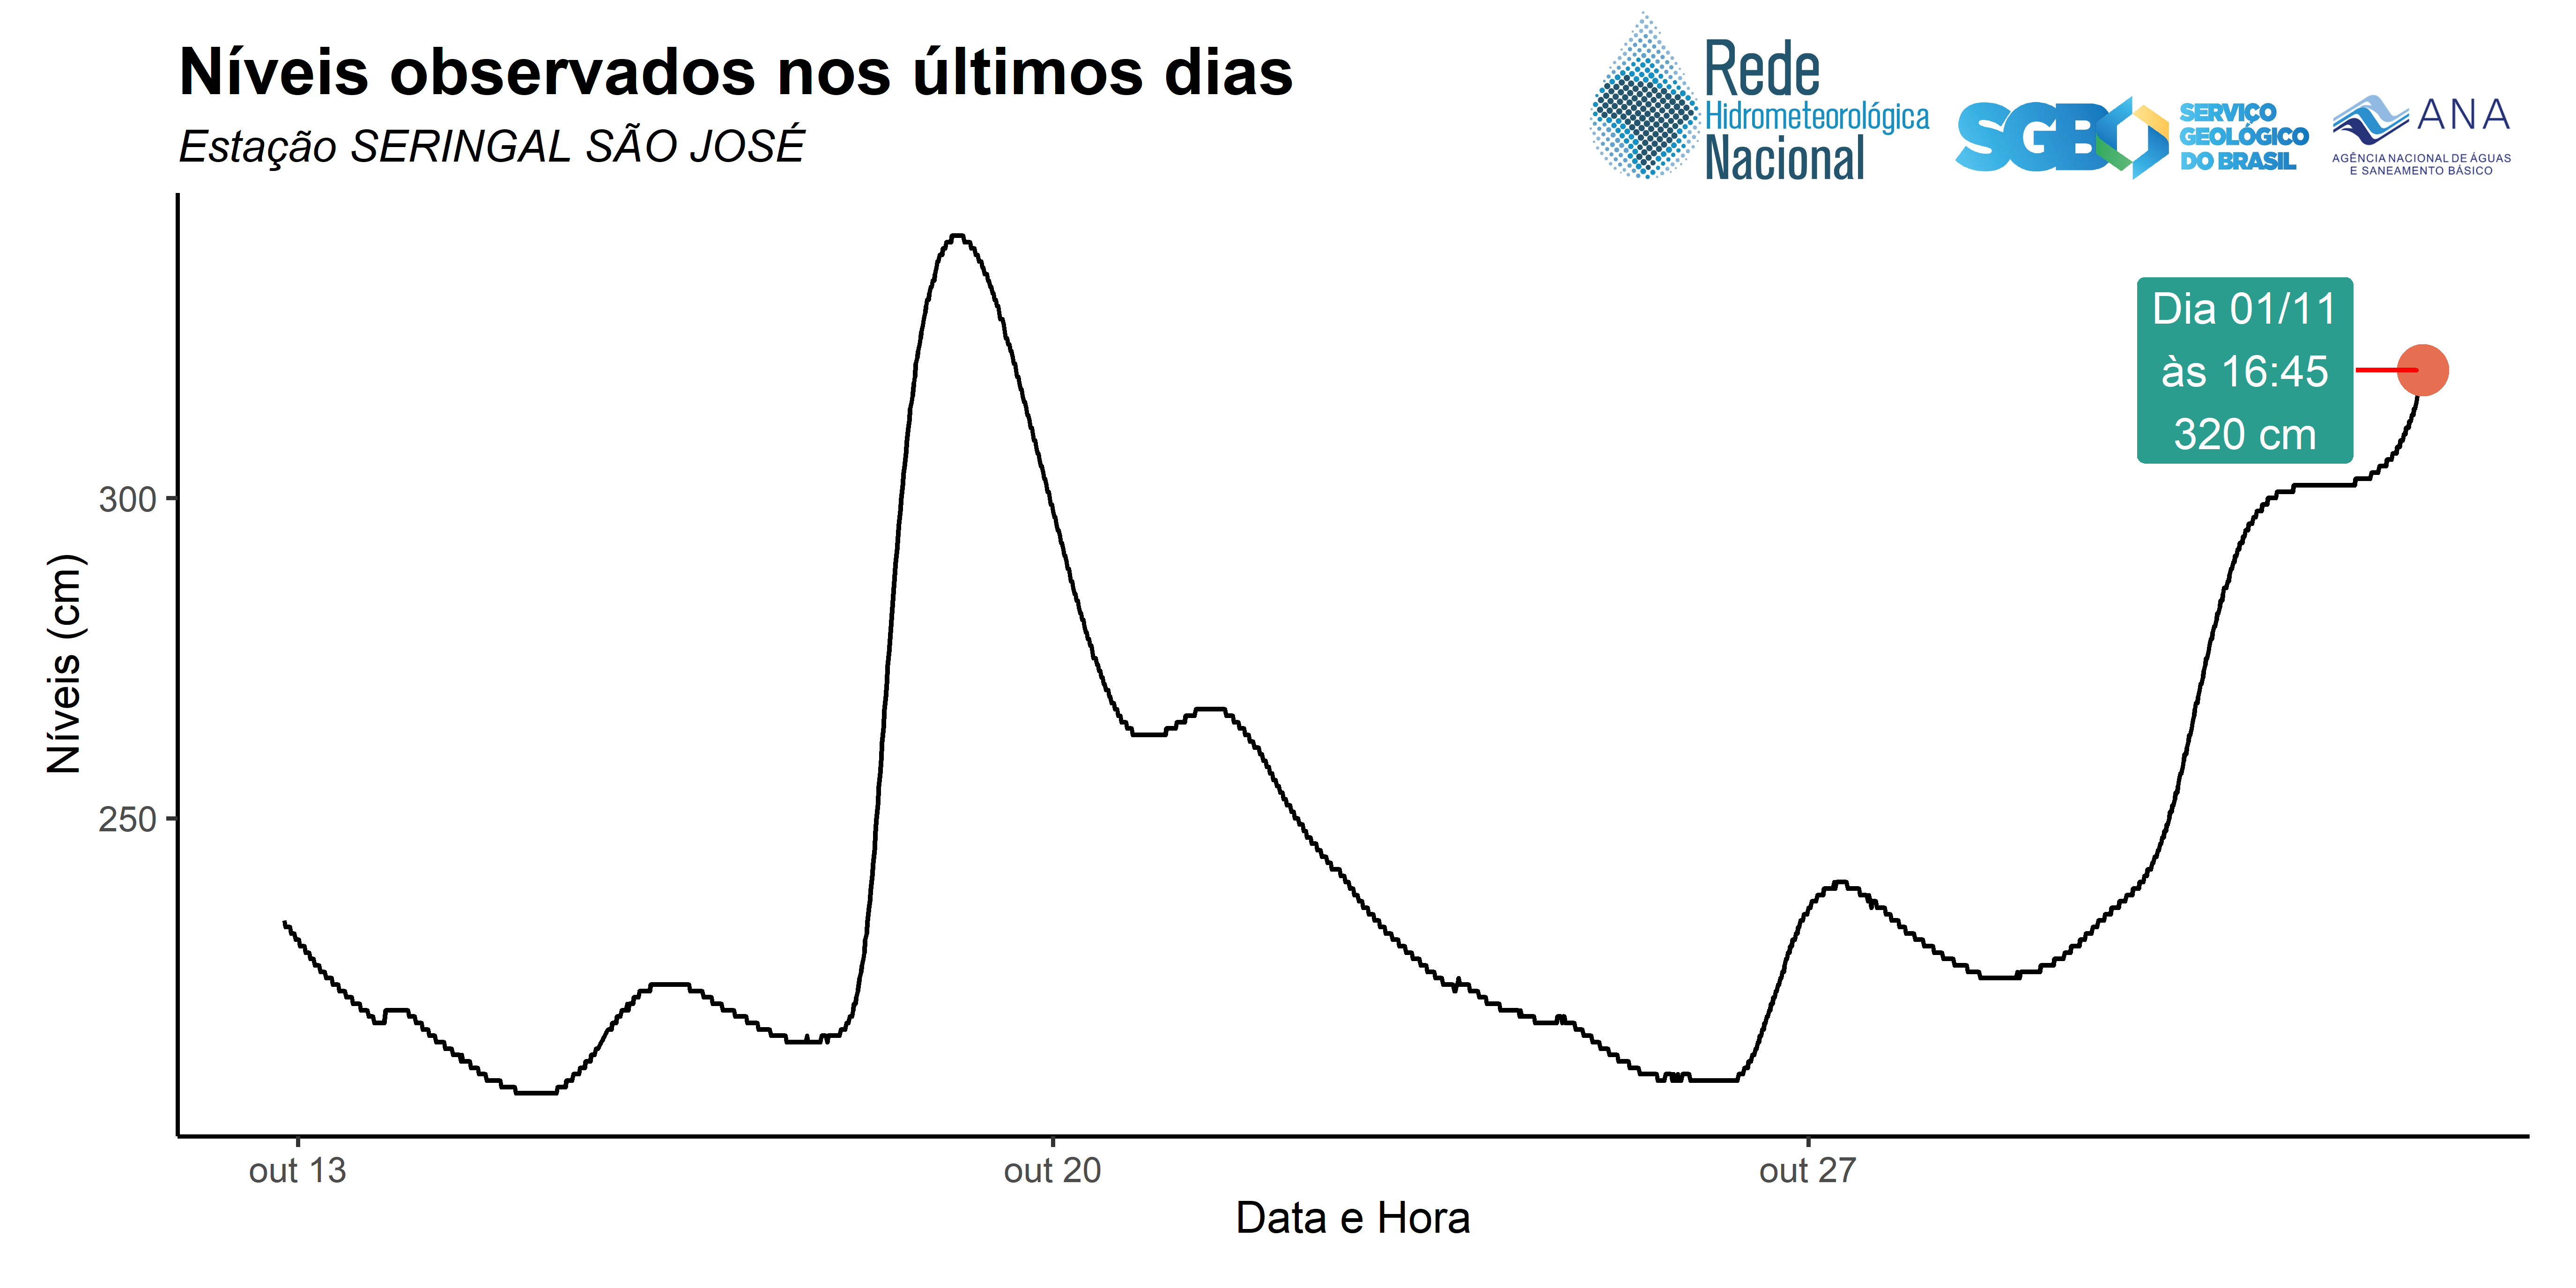 Níveis observados nos últimos dias
Estação SERINGAL SÃO JOSÉ
Rede
Hidrometeorológica
Nacional
SGB
SERVIÇO
GEOLÓGICO
DO BRASIL
ANA
AGÊNCIA NACIONAL DE ÁGUAS
E SANEAMENTO BÁSICO
Dia 01/11
às 16:45
320 cm
300
250
Níveis (cm)
out 13
out 20
out 27
Data e Hora